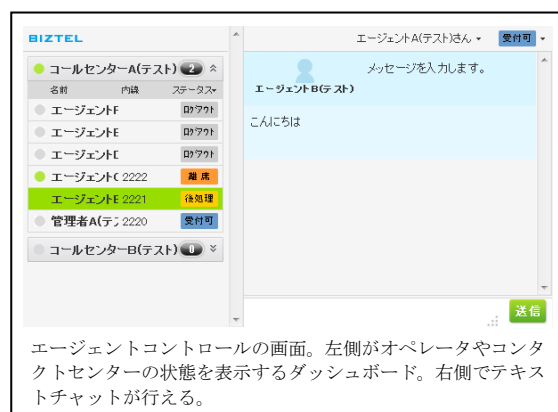 BIZTEL
エージェントA(テスト)さん
受付可
コールセンターA(テスト) 2
名前 内線 ステータス
エージェントF ログアウト
エージェントE ログアウト
エージェント ログアウト
エージェント 2222 離席
エージェント 2221 後処理
管理者A(テ 2220 受付可
コールセンターB(テスト) 0
メッセージを入力します。
エージェントB(テスト)
こんにちは
送信
エージェントコントロールの画面。左側がオペレータやコンタ
クトセンターの状態を表示するダッシュボード。右側でテキス
トチャットが行える。